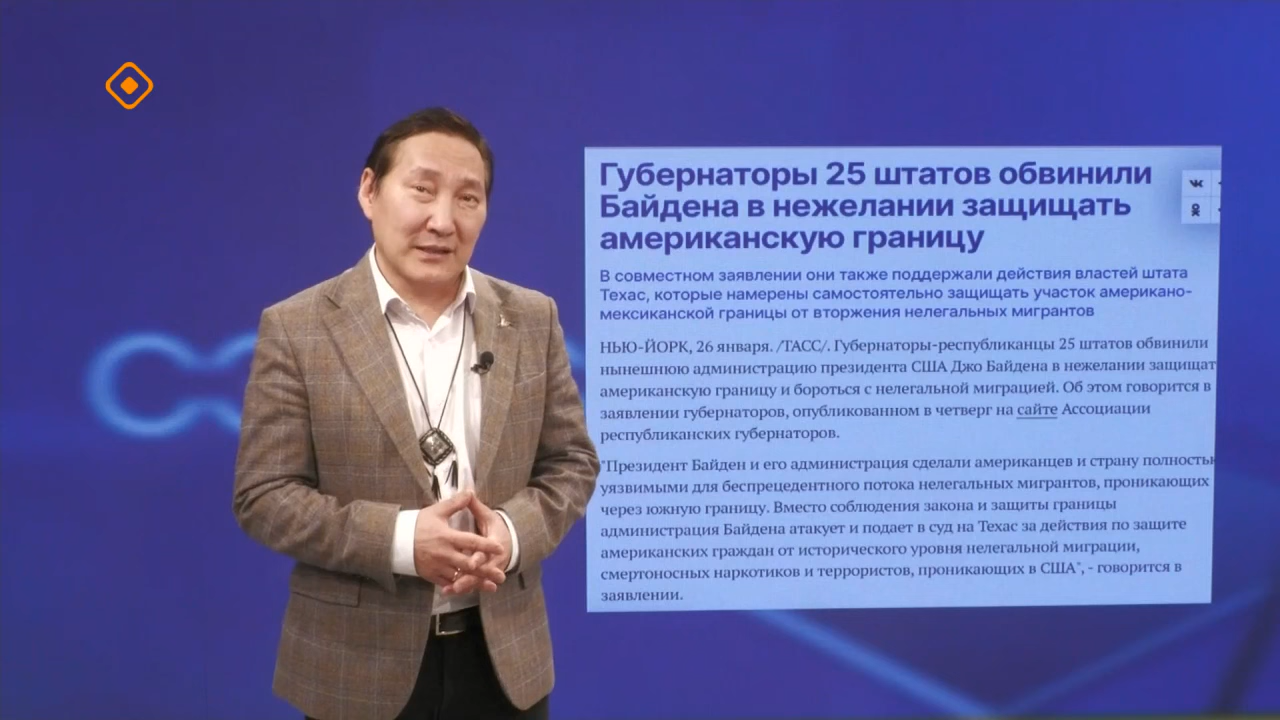 Губернаторы 25 штатов обвинили
Байдена в нежелании защищать
американскую границу
В совместном заявлении они также поддержали действия властей штата
Техас, которые намерены самостоятельно защищать участок американо-
мексиканской границы от вторжения нелегальных мигрантов
НЬЮ-ЙОРК, 26 января. /ТАСС/. Губернаторы-республиканцы 25 штатов обвинили
нынешнюю администрацию президента США Джо Байдена в нежелании защищат
американскую границу и бороться с нелегальной миграцией. Об этом говорится в
заявлении губернаторов, опубликованном в четверг на сайте Ассоциации
республиканских губернаторов.
"Президент Байден и его администрация сделали американцев и страну полностью
уязвимыми для беспрецедентного потока нелегальных мигрантов, проникающих
через южную границу. Вместо соблюдения закона и защиты границы
администрация Байдена атакует и подает в суд на Техас за действия по защите
американских граждан от исторического уровня нелегальной миграции,
смертоносных наркотиков и террористов, проникающих в США", - говорится в
заявлении.